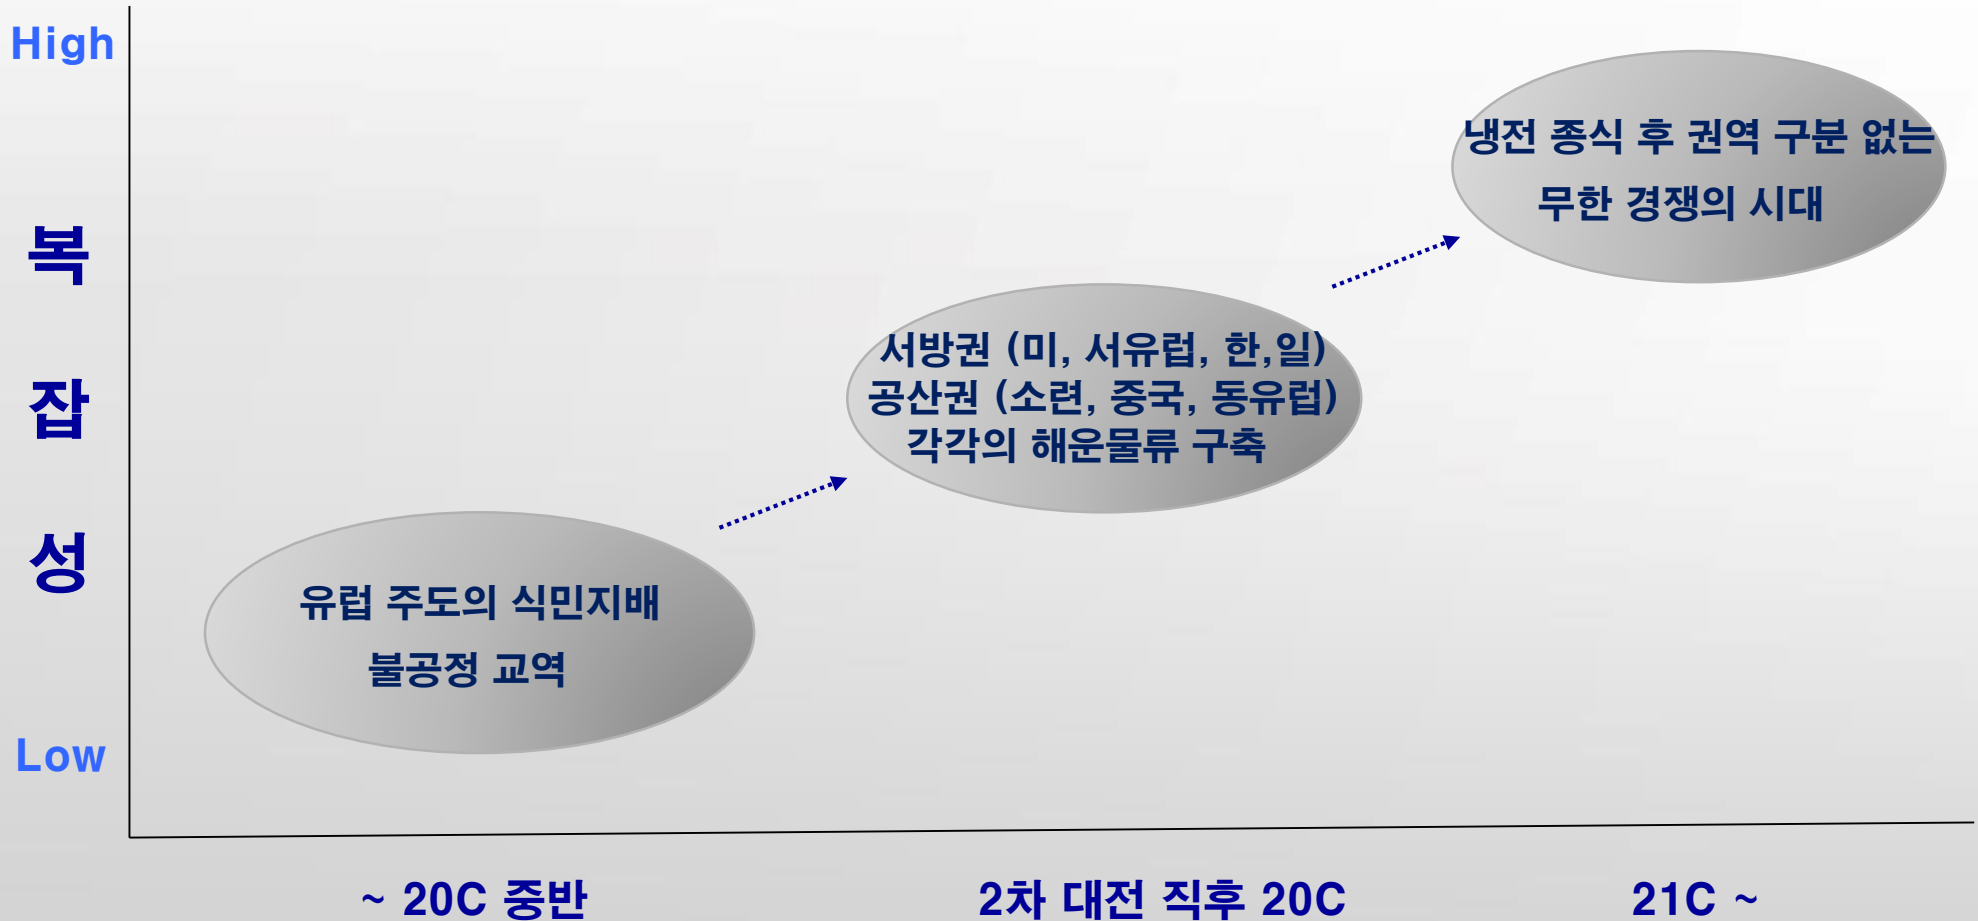 High
복
잡
성
Low
냉전 종식 후 권역 구분 없는
무한 경쟁의 시대
서방권 (미, 서유럽, 한,일)
공산권 (소련, 중국, 동유럽)
각각의 해운물류 구축
유럽 주도의 식민지배
불공정 교역
~ 20C 중반
2차 대전 직후 20C
21C ~